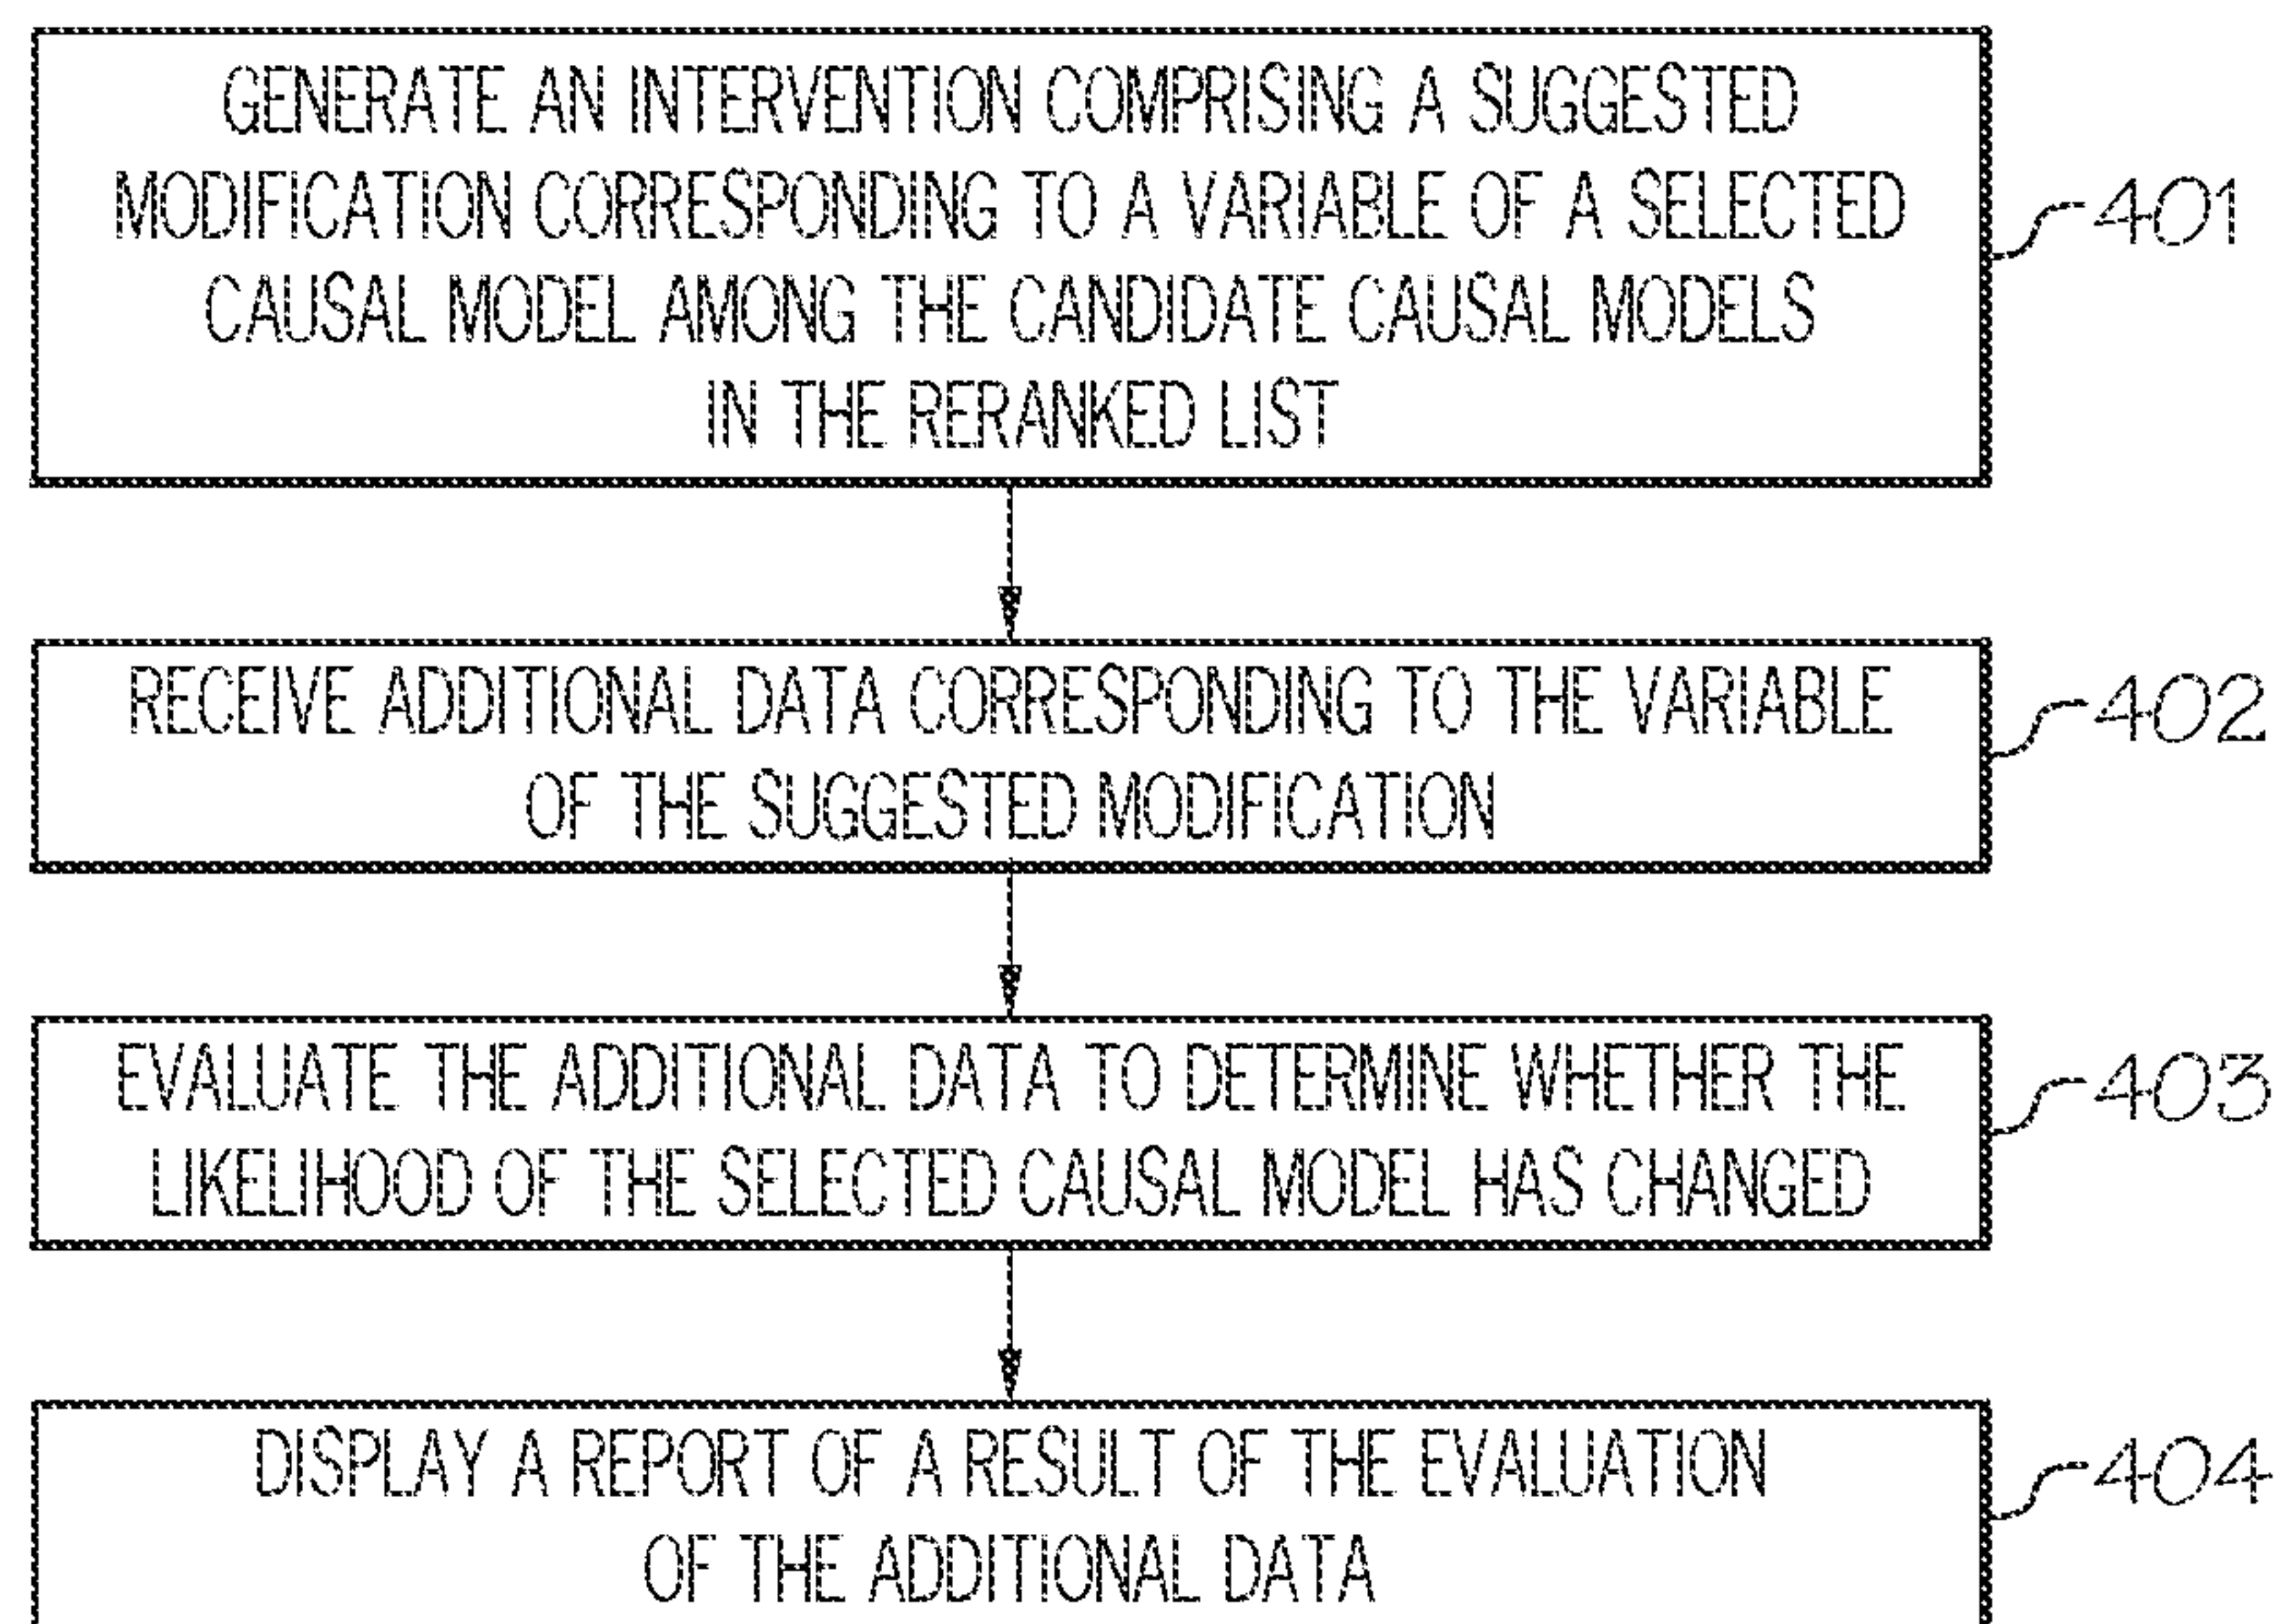 GENERATE AN INTERVENTION COMPRISING A SUGGESTED
MODIFICATION CORRESPONDING TO A VARIABLE OF A SELECTED
CAUSAL MODEL AMONG THE CANDIDATE CAUSAL MODELS
IN THE RERANKED LIST
401
RECEIVE ADDITIONAL DATA CORRESPONDING TO THE VARIABLE
OF THE SUGGESTED MODIFICATION
402
EVALUATE THE ADDITIONAL DATA TO DETERMINE WHETHER THE
LIKELIHOOD OF THE SELECTED CAUSAL MODEL HAS CHANGED
403
DISPLAY A REPORT OF A RESULT OF THE EVALUATION
OF THE ADDITIONAL DATA
404